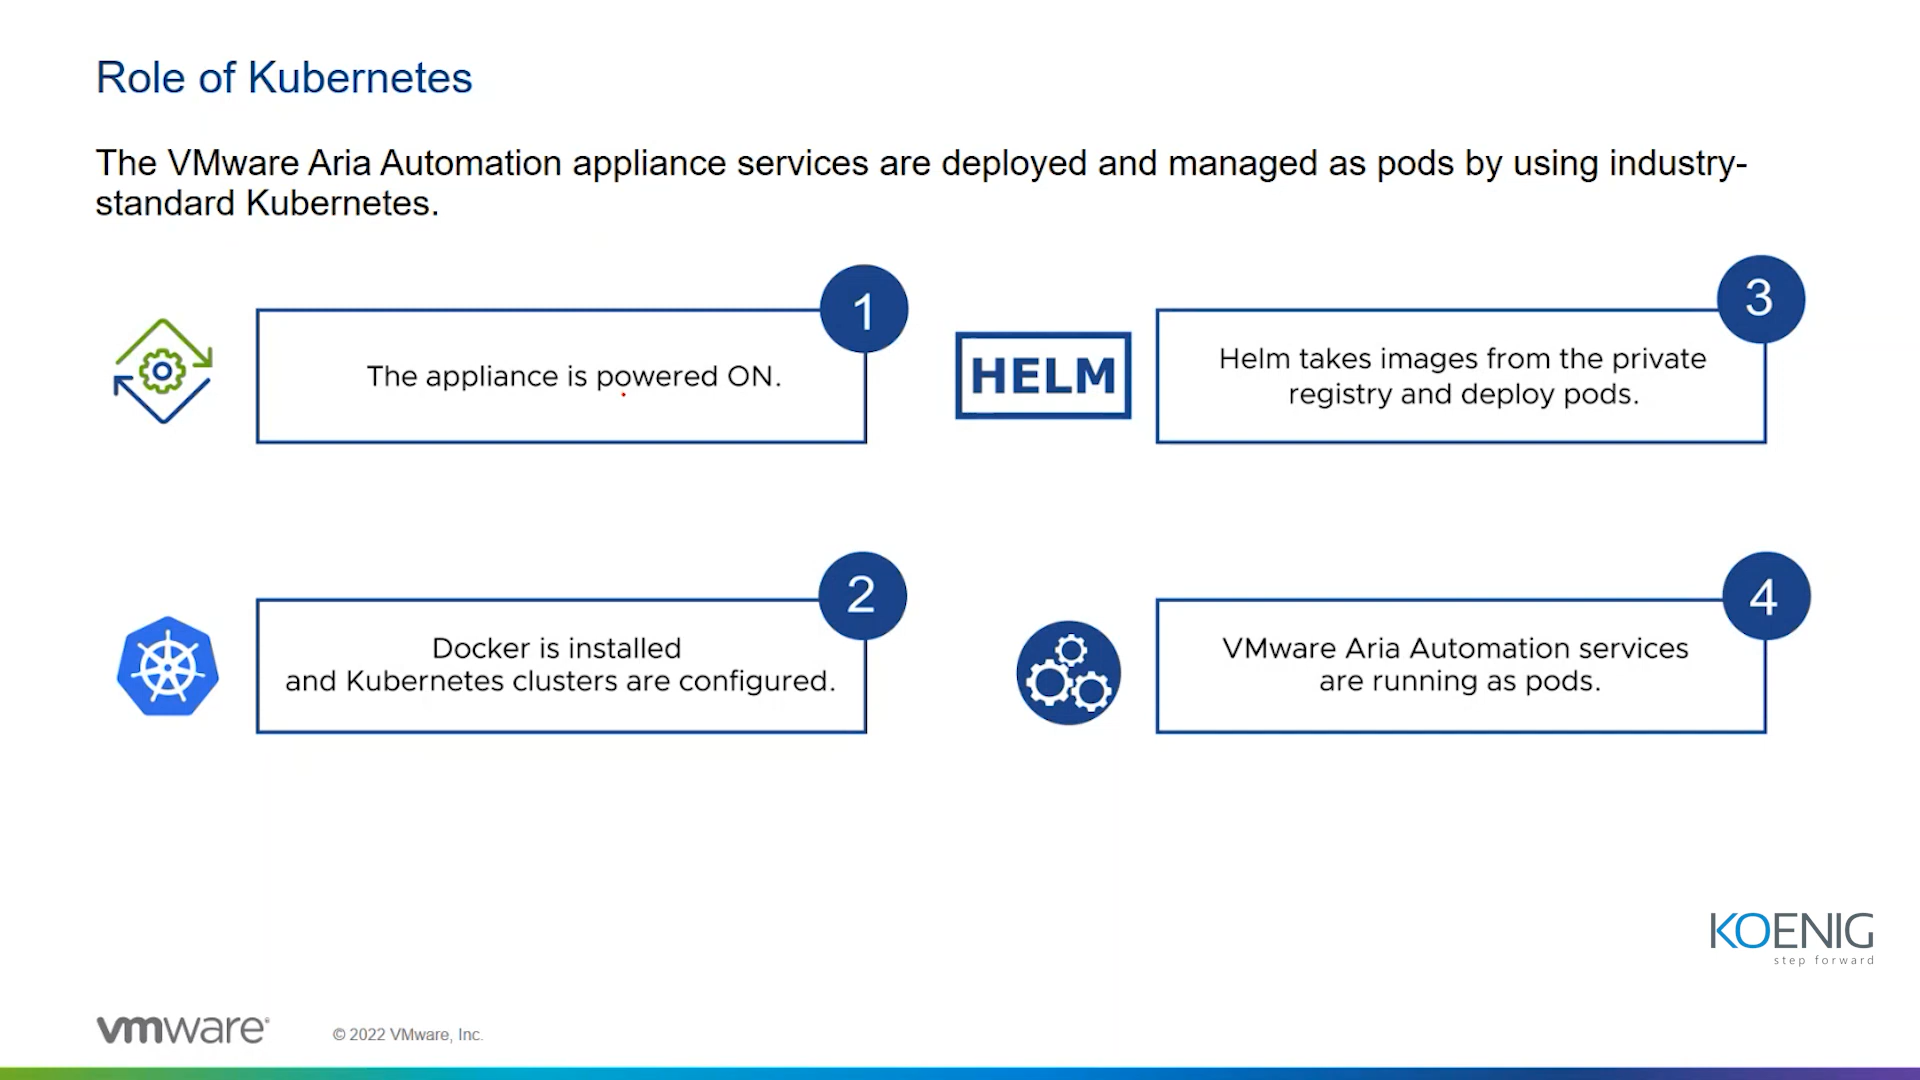 Role of Kubernetes
The VMware Aria Automation appliance services are deployed and managed as pods by using industry-
standard Kubernetes.
1
The appliance is powered ON.
2
Docker is installed
and Kubernetes clusters are configured.
HELM
3
Helm takes images from the private
registry and deploy pods.
4
VMware Aria Automation services
are running as pods.
KOENIG
step forward
vmware®
© 2022 VMware, Inc.